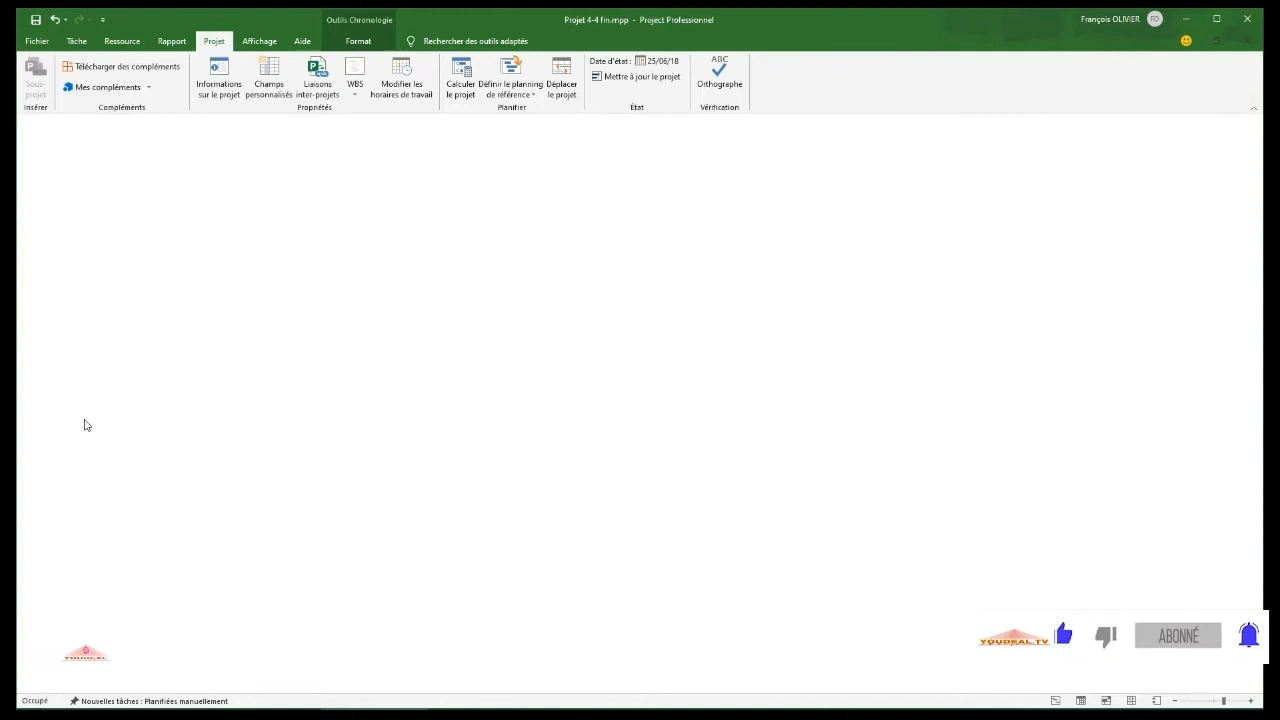 Outils Chronologie
Projet 4-4 fin.mpp - Project Professionnel
François OLIVIER
FO
Fichier
Tâche
Ressource
Rapport
Projet
Affichage
Aide
Format
Rechercher des outils adaptés
Sous-
projet
Insérer
Télécharger des compléments
Mes compléments
Compléments
Informations
sur le projet
Champs
personnalisés
Liaisons
inter-projets
WBS
Modifier les
horaires de travail
Propriétés
Calculer
le projet
Définir le planning
de référence
Déplacer
le projet
Planifier
Date d'état :
25/06/18
Mettre à jour le projet
État
ABC
Orthographe
Vérification
YOUDEAL
YOUDEAL.TV
ABONNÉ
Occupé
Nouvelles tâches : Planifiées manuellement